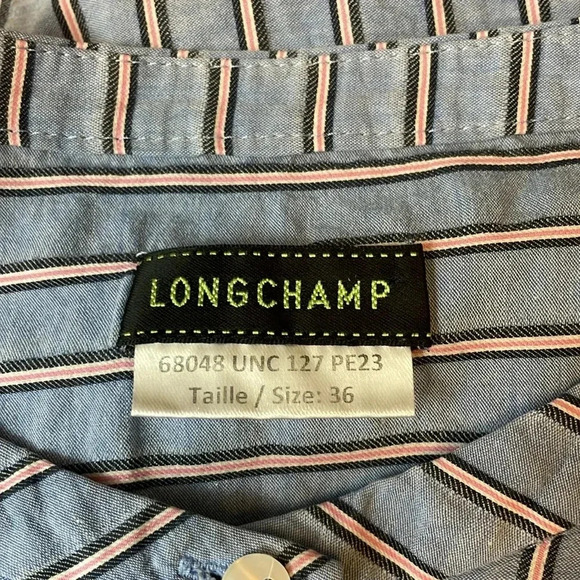 LONGCHAMP
68048 UNC 127 PE23
Taille / Size: 36